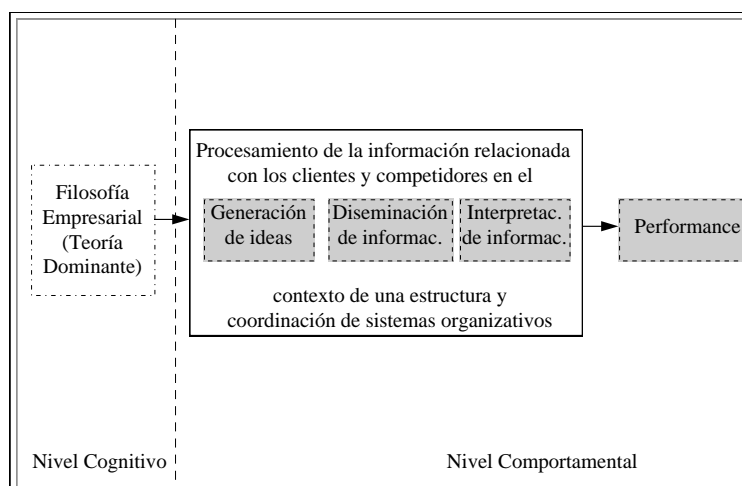 Procesamiento de la información relacionada
con los clientes y competidores en el
Filosofía
Empresarial
(Teoría
Dominante)
Generación
de ideas
Diseminación
de informac.
Interpretac.
de informac.
Performance
contexto de una estructura y
coordinación de sistemas organizativos
Nivel Cognitivo
Nivel Comportamental